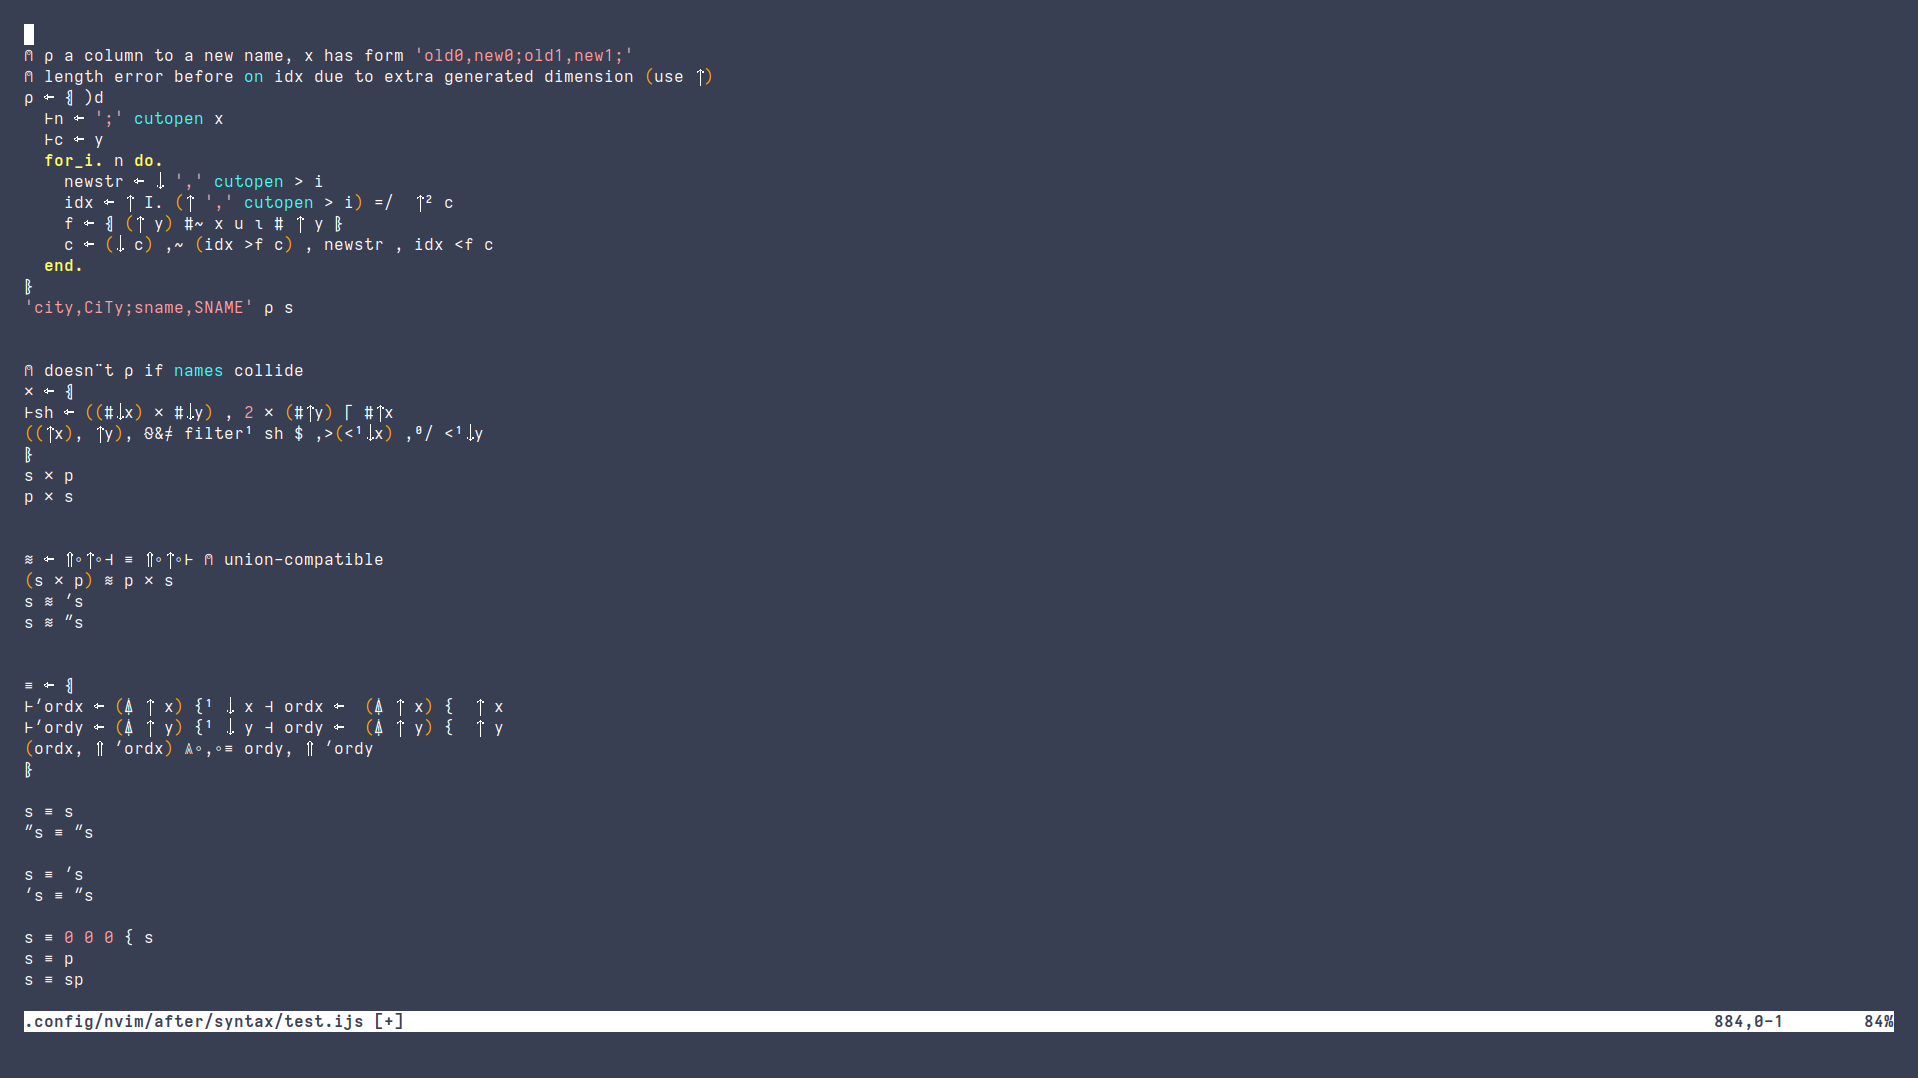 ⍝ ρ a column to a new name, x has form 'old0,new0;old1,new1;'
⍝ length error before on idx due to extra generated dimension (use ↑)
ρ ← ⦃ )d
  ⊢n ← ';' cutopen x
  ⊢c ← y
  for_i. n do.
    newstr ← ↓ ',' cutopen > i
    idx ← ↑ I. (↑ ',' cutopen > i) =/  ↑² c
    f ← ⦃ (↑ y) #~ x u ι # ↑ y ⦄
    c ← (↓ c) ,~ (idx >f c) , newstr , idx <f c
  end.
⦄
'city,CiTy;sname,SNAME' ρ s
⍝ doesn¨t ρ if names collide
× ← ⦃
⊢sh ← ((#↓x) × #↓y) , 2 × (#↑y) ⌈ #↑x
((↑x), ↑y), ᘐ&≠ filter¹ sh $ ,>(<¹↓x) ,⁰/ <¹↓y
⦄
s × p
p × s
≋ ← ⇑∘↑∘⊣ ≡ ⇑∘↑∘⊢ ⍝ union-compatible
(s × p) ≋ p × s
s ≋ ′s
s ≋ ″s
≡ ← ⦃
⊢′ordx ← (⍋ ↑ x) {¹ ↓ x ⊣ ordx ←  (⍋ ↑ x) {  ↑ x
⊢′ordy ← (⍋ ↑ y) {¹ ↓ y ⊣ ordy ←  (⍋ ↑ y) {  ↑ y
(ordx, ⇑ ′ordx) ⩓∘,∘≡ ordy, ⇑ ′ordy
⦄
s ≡ s
″s ≡ ″s
s ≡ ′s
′s ≡ ″s
s ≡ 0 0 0 { s
s ≡ p
s ≡ sp
.config/nvim/after/syntax/test.ijs [+] 884,0-1 84%